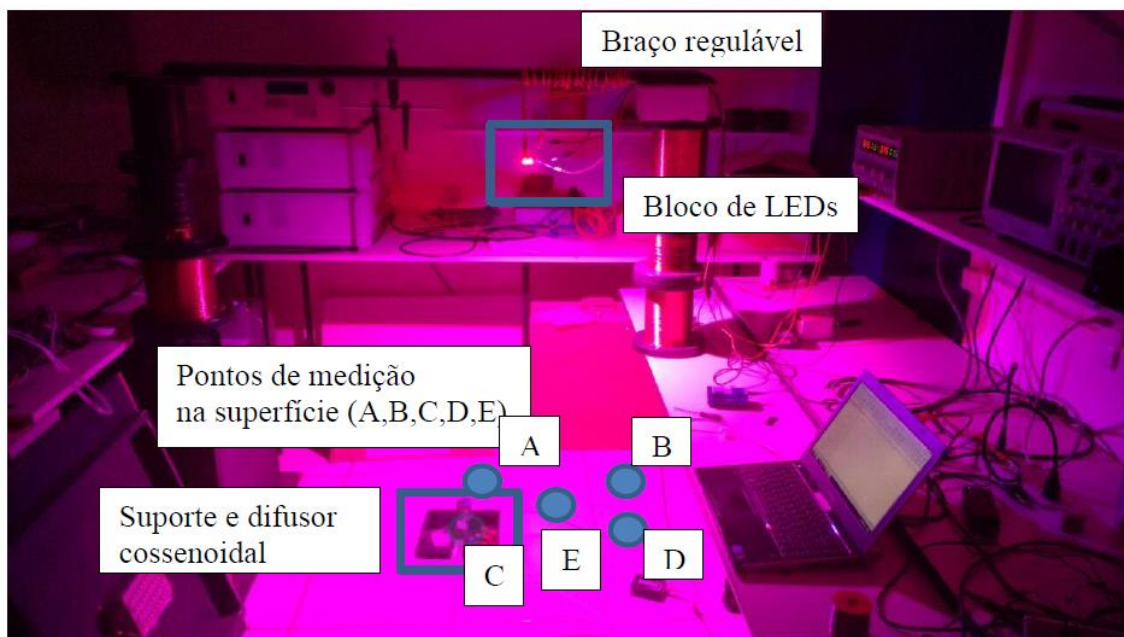 Braço regulável
Bloco de LEDs
Pontos de medição
na superfície (A,B,C,D,E)
A
B
Suporte e difusor
cossenoidal
C
E
D